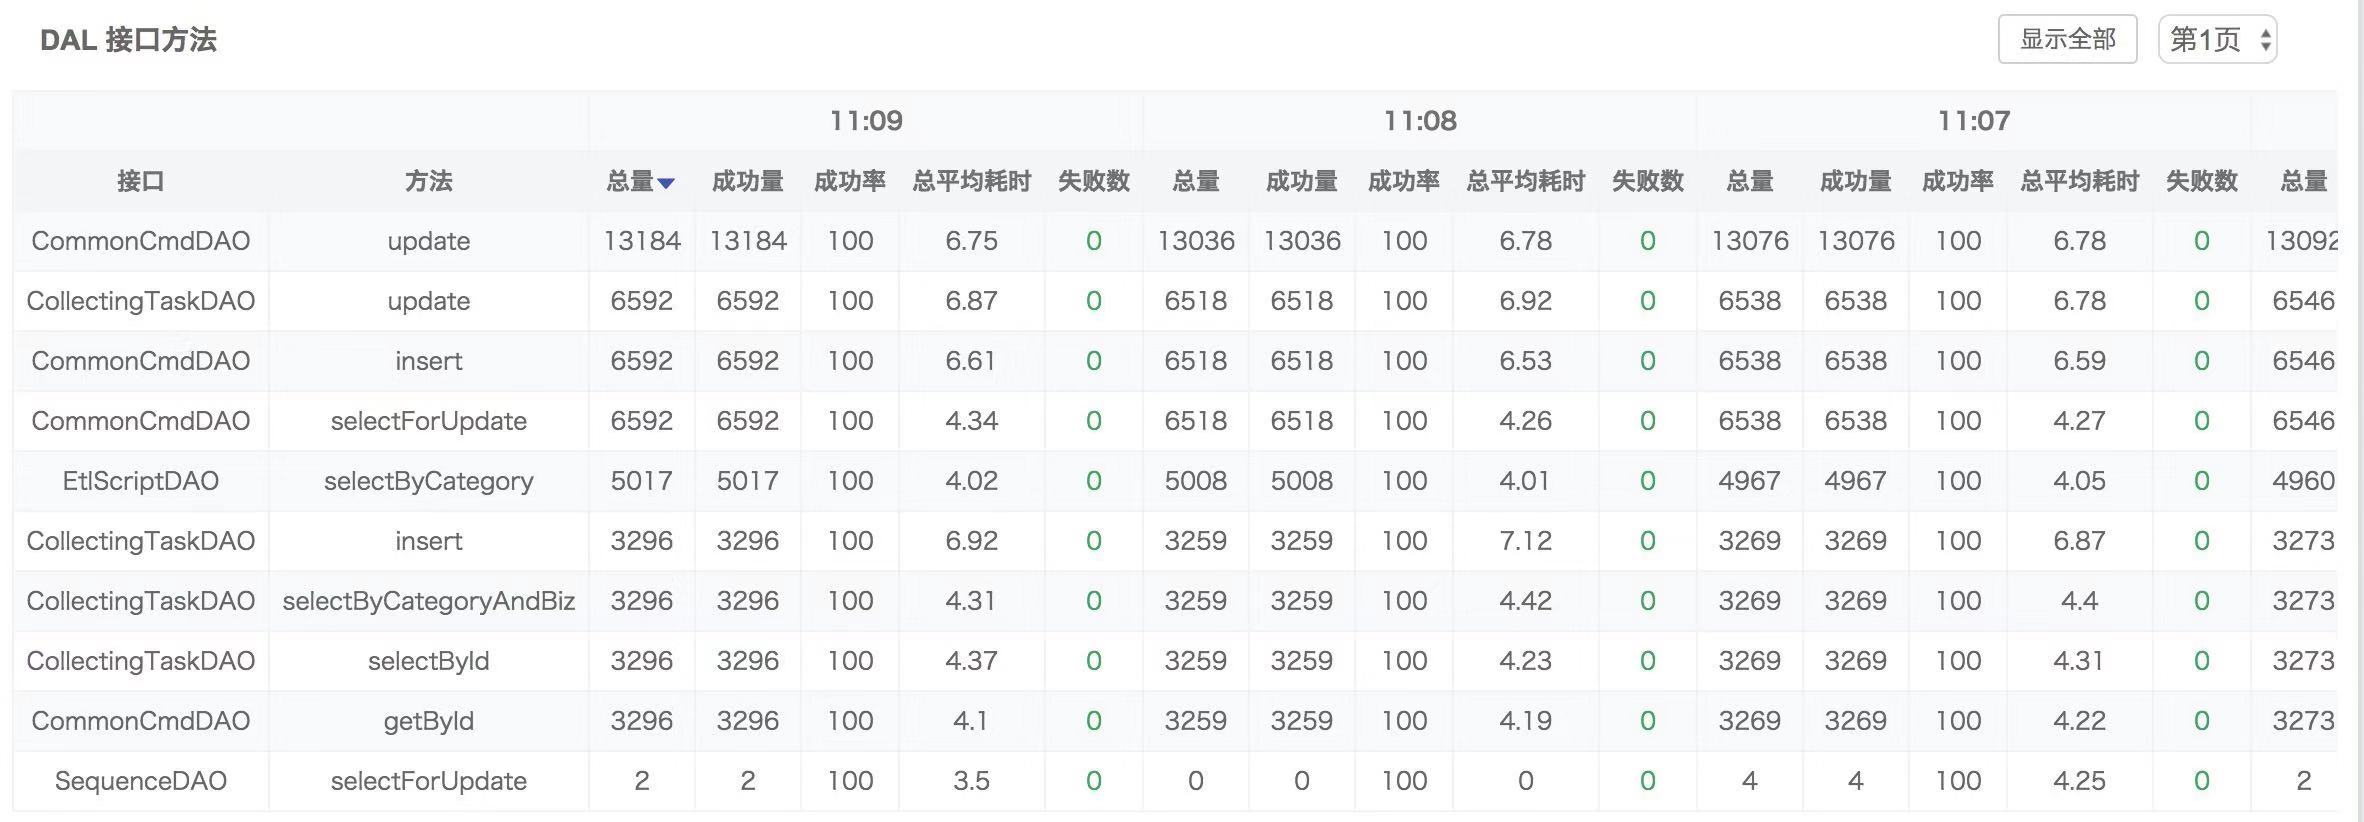 DAL 接口方法 显示全部 第1页
11:09 11:08 11:07
接口 方法 总量 成功量 成功率 总平均耗时 失败数 总量 成功量 成功率 总平均耗时 失败数 总量 成功量 成功率 总平均耗时 失败数 总量
CommonCmdDAO update 13184 13184 100 6.75 0 13036 13036 100 6.78 0 13076 13076 100 6.78 0 13092
CollectingTaskDAO update 6592 6592 100 6.87 0 6518 6518 100 6.92 0 6538 6538 100 6.78 0 6546
CommonCmdDAO insert 6592 6592 100 6.61 0 6518 6518 100 6.53 0 6538 6538 100 6.59 0 6546
CommonCmdDAO selectForUpdate 6592 6592 100 4.34 0 6518 6518 100 4.26 0 6538 6538 100 4.27 0 6546
EtlScriptDAO selectByCategory 5017 5017 100 4.02 0 5008 5008 100 4.01 0 4967 4967 100 4.05 0 4960
CollectingTaskDAO insert 3296 3296 100 6.92 0 3259 3259 100 7.12 0 3269 3269 100 6.87 0 3273
CollectingTaskDAO selectByCategoryAndBiz 3296 3296 100 4.31 0 3259 3259 100 4.42 0 3269 3269 100 4.4 0 3273
CollectingTaskDAO selectById 3296 3296 100 4.37 0 3259 3259 100 4.23 0 3269 3269 100 4.31 0 3273
CommonCmdDAO getById 3296 3296 100 4.1 0 3259 3259 100 4.19 0 3269 3269 100 4.22 0 3273
SequenceDAO selectForUpdate 2 2 100 3.5 0 0 0 100 0 0 4 4 100 4.25 0 2